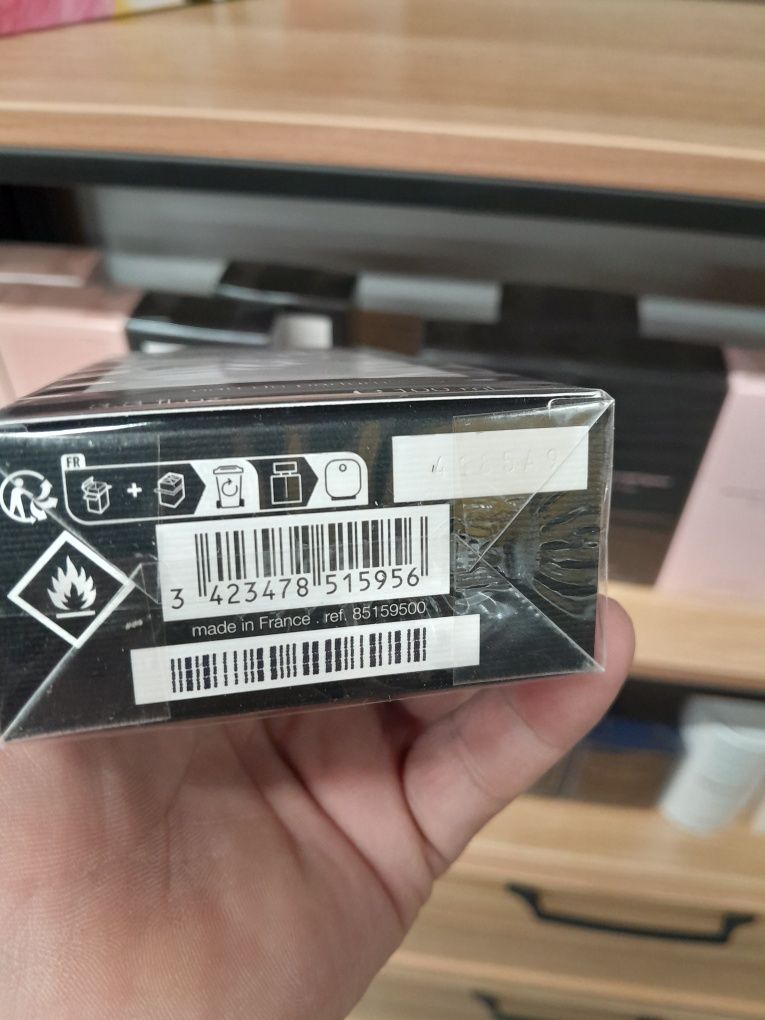 FR
+
3 423478 515956
made in France . ref. 85159500